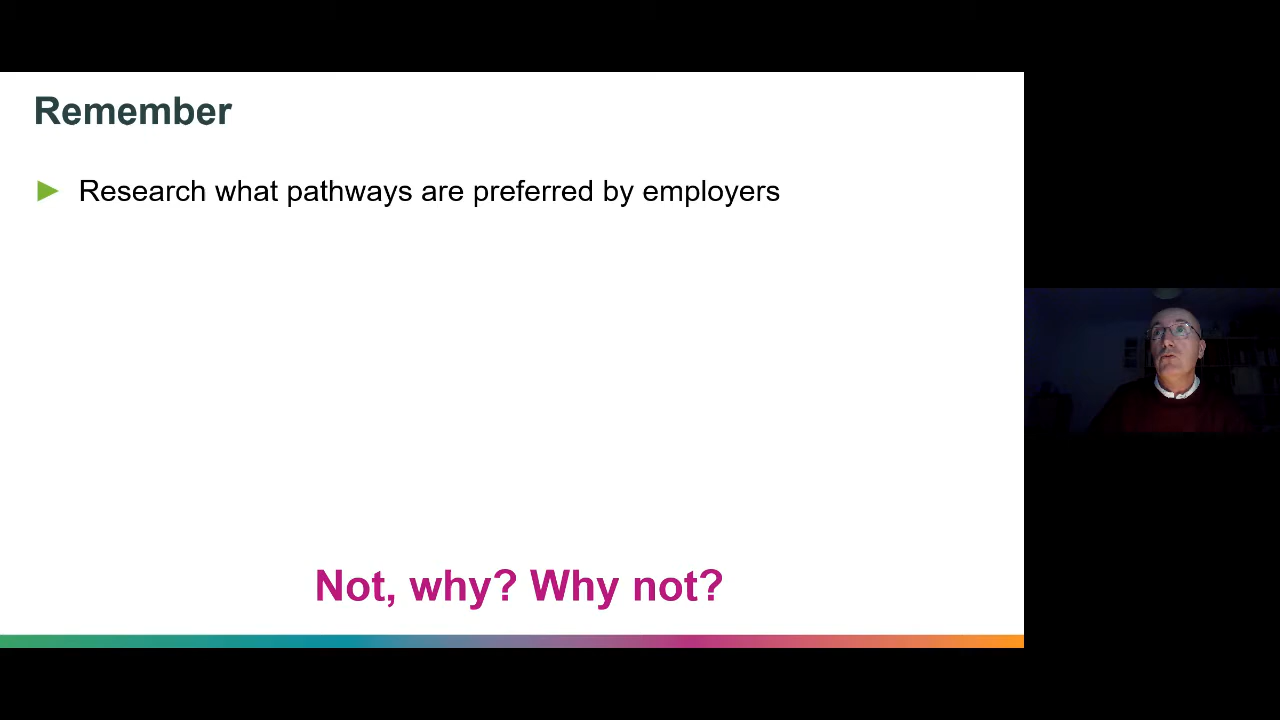 Remember
Research what pathways are preferred by employers
Not, why? Why not?